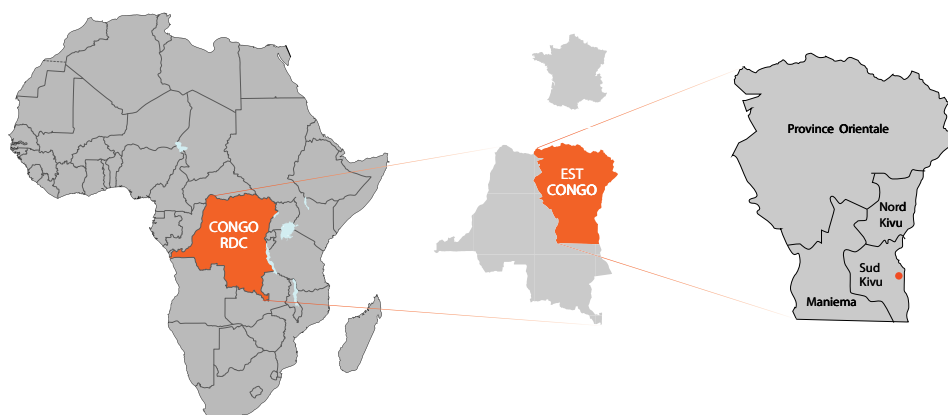 CONGO
RDC
EST
CONGO
Province Orientale
Nord
Kivu
Sud
Kivu
Maniema